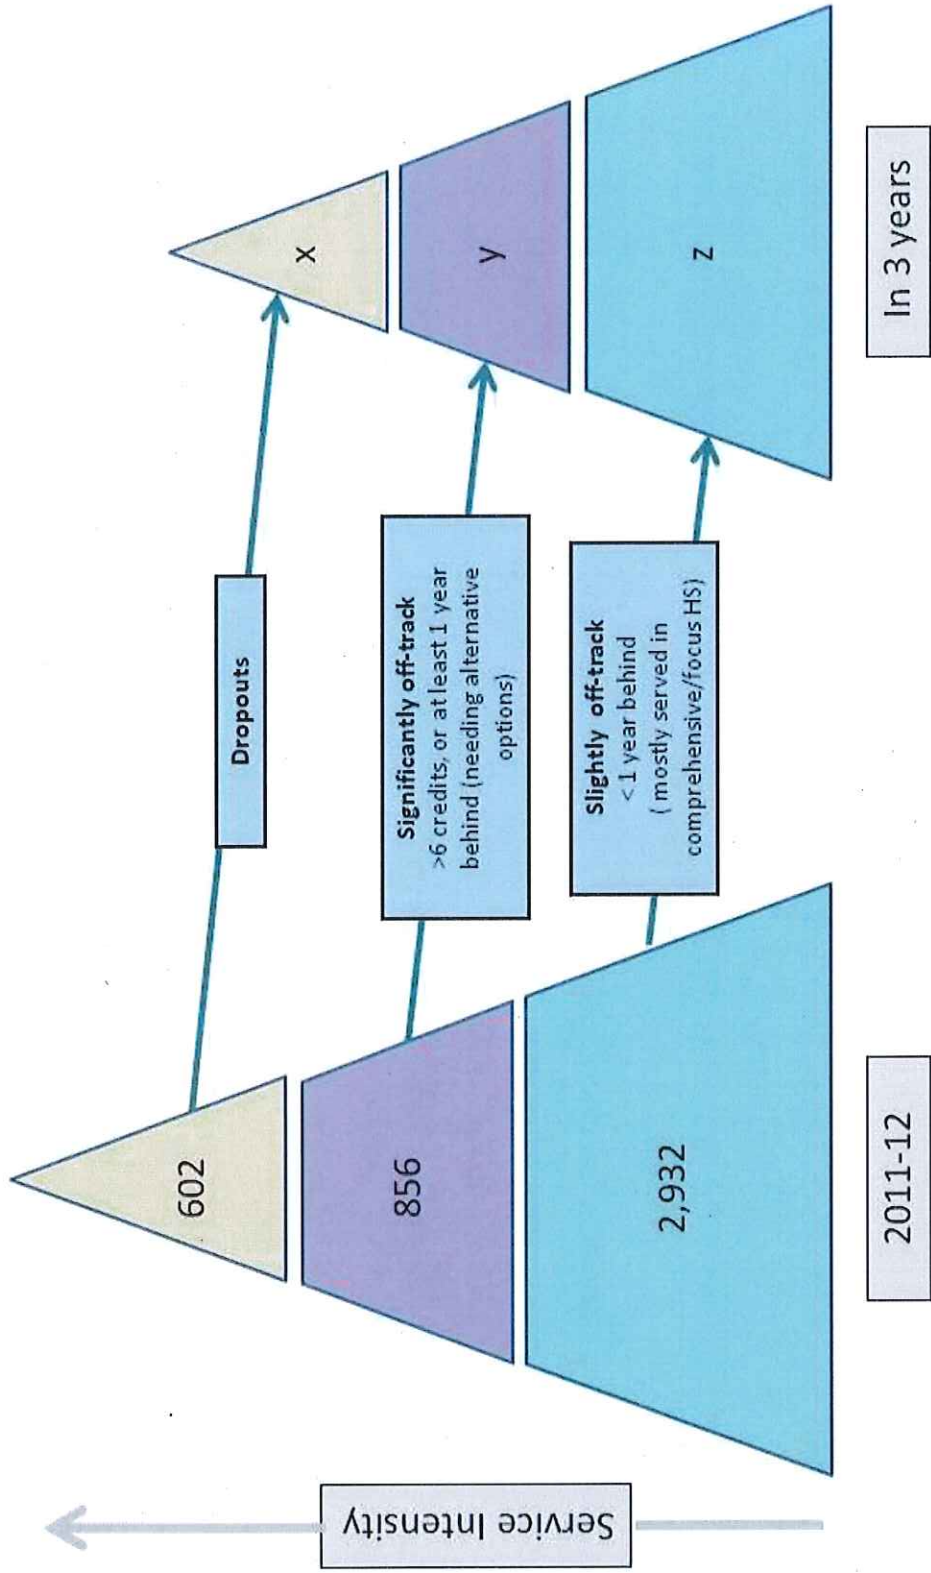 Service Intensity
602
856
2,932
2011-12
Dropouts
Significantly off-track
>6 credits, or at least 1 year
behind (needing alternative
options)
Slightly off-track
< 1 year behind
( mostly served in
comprehensive/focus HS)
x
y
z
In 3 years